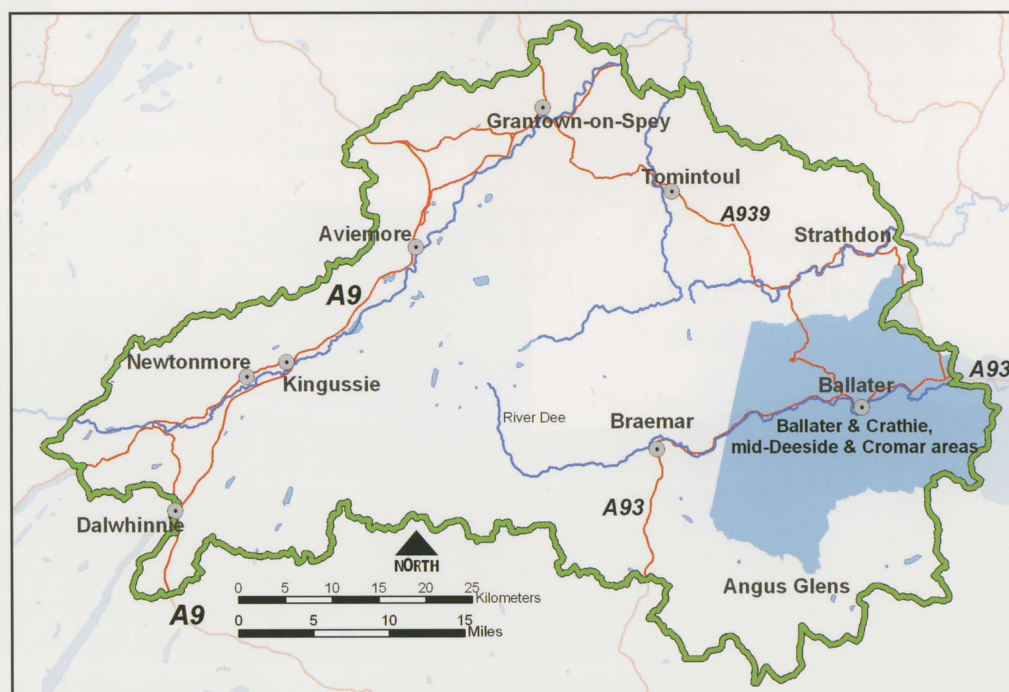 Grantown-on-Spey
Tomintoul
A939
Strathdon
Aviemore
A9
Newtonmore
Kingussie
A93
Ballater
Ballater & Crathie,
mid-Deeside & Cromar areas
River Dee
Braemar
Dalwhinnie
A93
NORTH
Angus Glens
A9
0 5 10 15 20 25
Kilometers
0 5 10 15
Miles